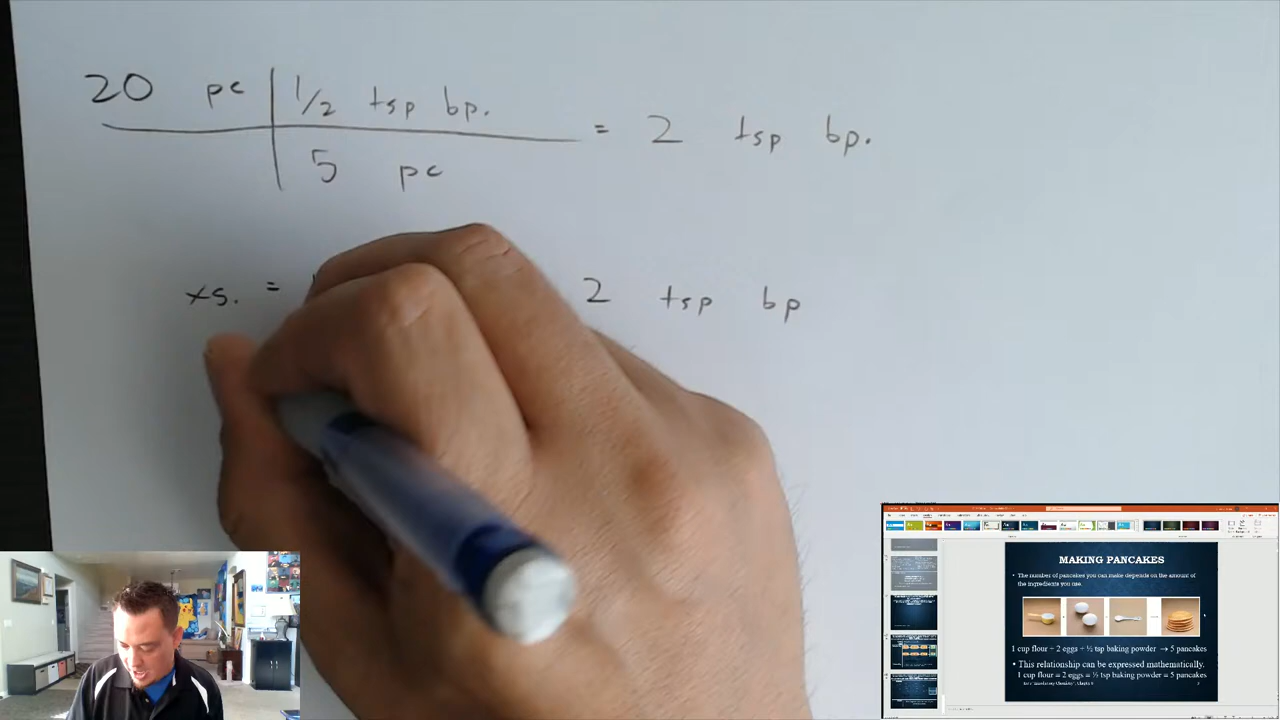 20 pc 1/2 tsp bp. = 2 tsp bp.
5 pc
xs. = 2 tsp bp
MAKING PANCAKES
• The number of pancakes you can make depends on the amount of the ingredients you use.
1 cup flour + 2 eggs + ½ tsp baking powder → 5 pancakes
• This relationship can be expressed mathematically.
1 cup flour = 2 eggs = ½ tsp baking powder = 5 pancakes